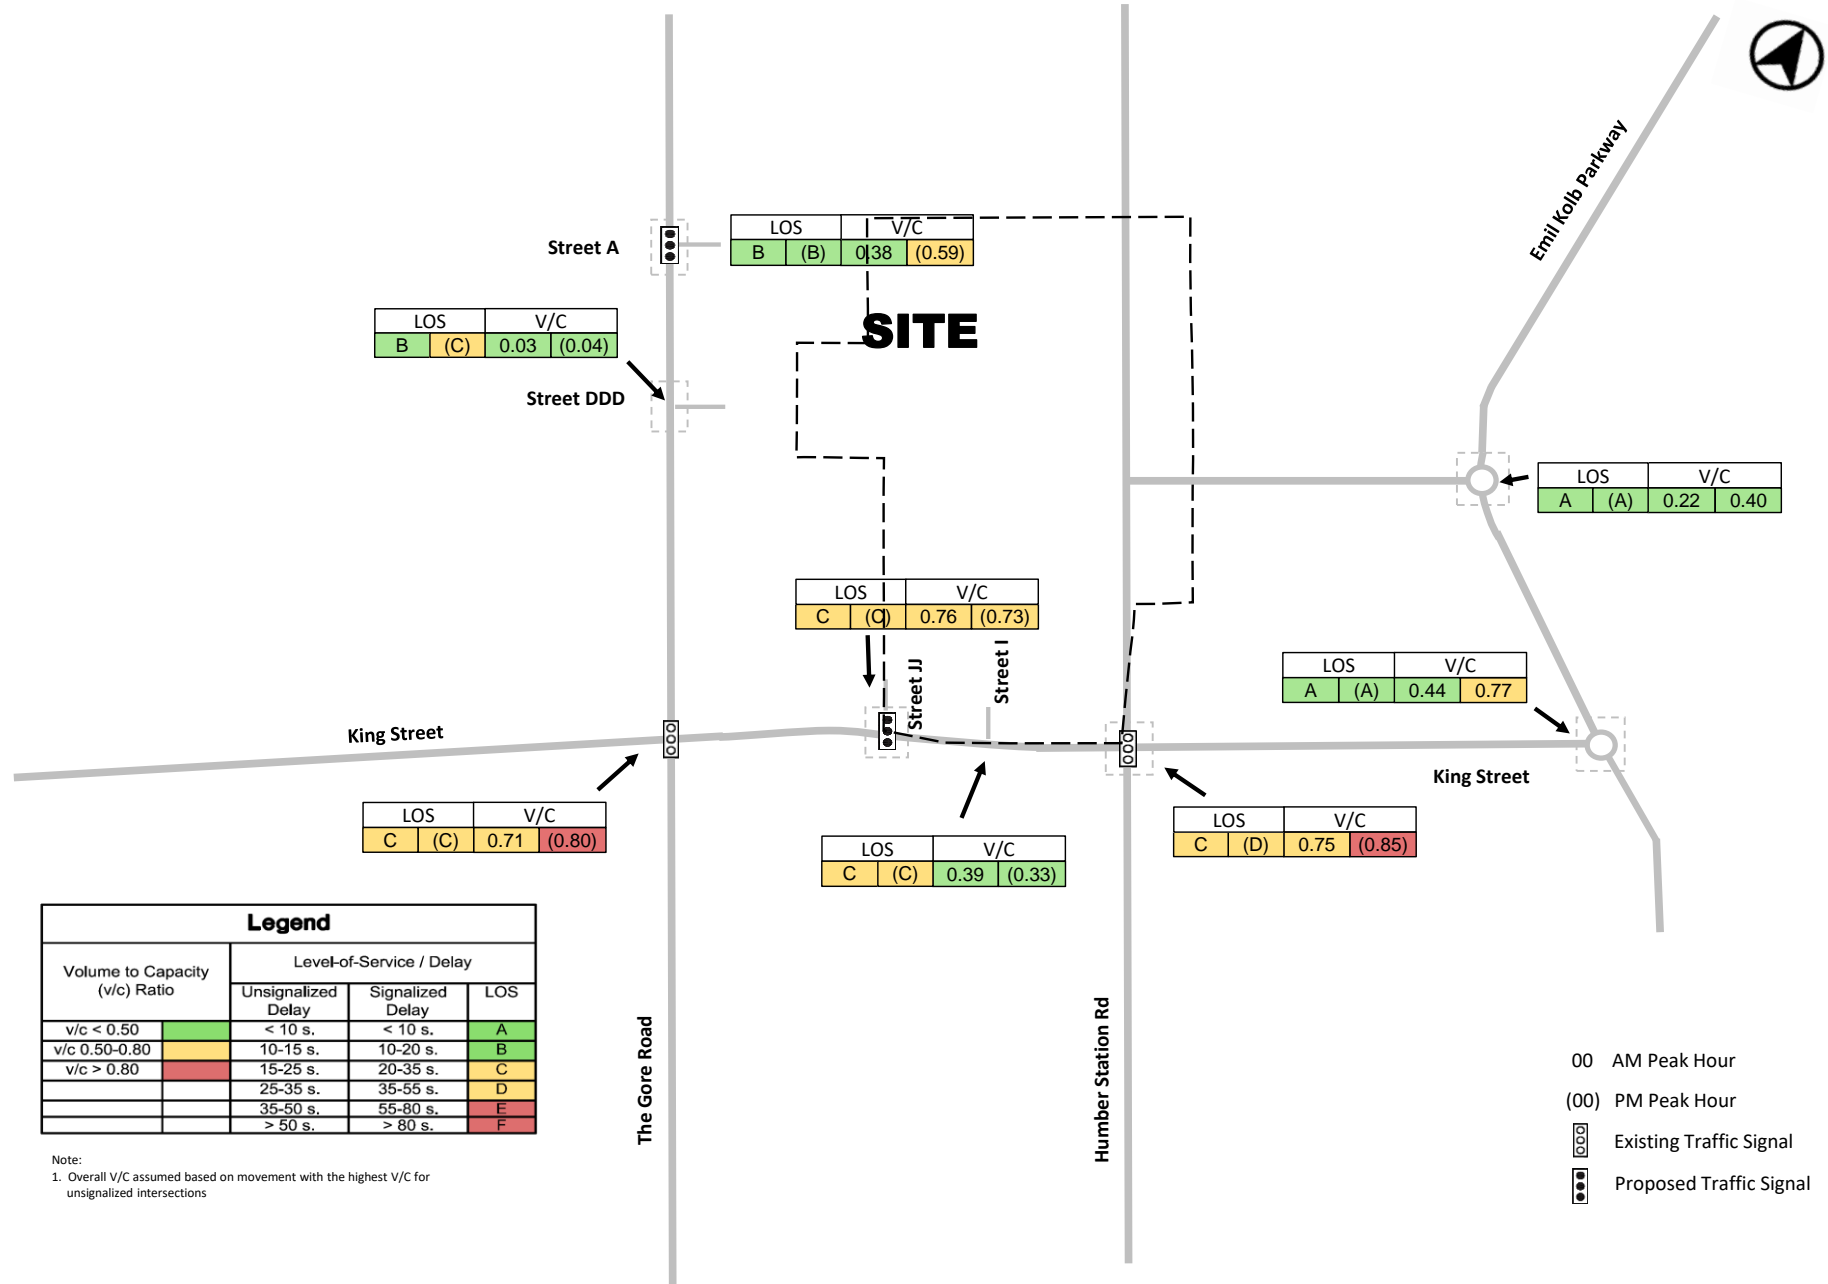 Emil Kolb Parkway
Street A
LOS V/C
B (B) 0.38 (0.59)
SITE
LOS V/C
B (C) 0.03 (0.04)
Street DDD
LOS V/C
A (A) 0.22 0.40
LOS V/C
C (C) 0.76 (0.73)
Street JJ
Street I
LOS V/C
A (A) 0.44 0.77
King Street
King Street
LOS V/C
C (C) 0.71 (0.80)
LOS V/C
C (C) 0.39 (0.33)
LOS V/C
C (D) 0.75 (0.85)
The Gore Road
Humber Station Rd
Legend
Volume to Capacity
(v/c) Ratio
Level-of-Service / Delay
Unsignalized
Delay
Signalized
Delay
LOS
v/c < 0.50 < 10 s. < 10 s. A
v/c 0.50-0.80 10-15 s. 10-20 s. B
v/c > 0.80 15-25 s. 20-35 s. C
25-35 s. 35-55 s. D
35-50 s. 55-80 s. E
> 50 s. > 80 s. F
Note:
1. Overall V/C assumed based on movement with the highest V/C for
unsignalized intersections
00 AM Peak Hour
(00) PM Peak Hour
Existing Traffic Signal
Proposed Traffic Signal